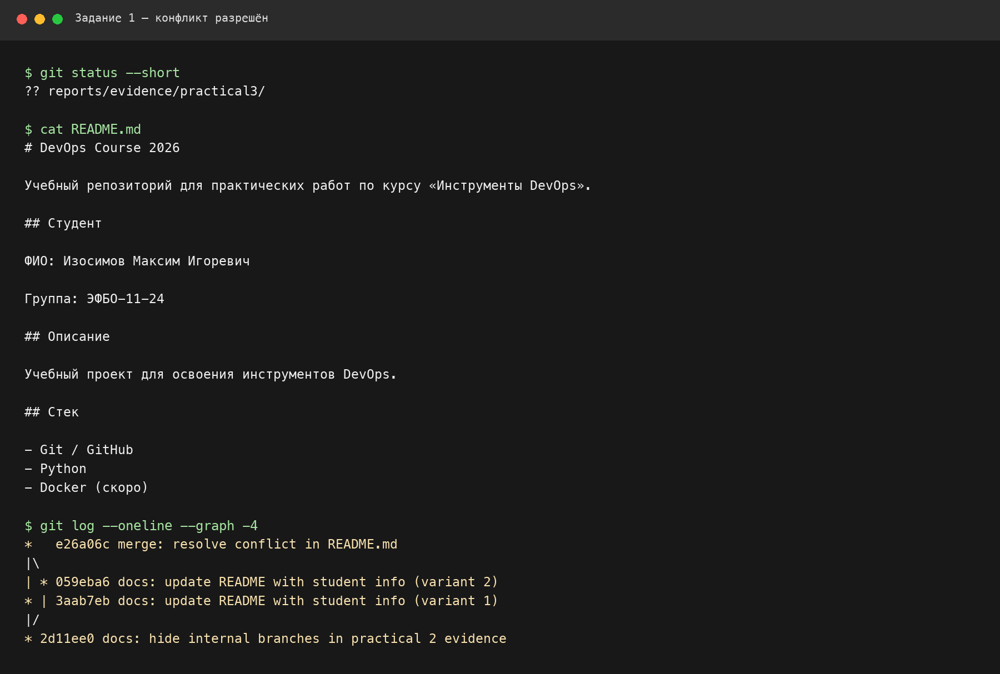 Задание 1 — конфликт разрешён
$ git status --short
?? reports/evidence/practical3/
$ cat README.md
# DevOps Course 2026
Учебный репозиторий для практических работ по курсу «Инструменты DevOps».
## Студент
ФИО: Изосимов Максим Игоревич
Группа: ЭФБО-11-24
## Описание
Учебный проект для освоения инструментов DevOps.
## Стек
- Git / GitHub
- Python
- Docker (скоро)
$ git log --oneline --graph -4
*   e26a06c merge: resolve conflict in README.md
|\
| * 059eba6 docs: update README with student info (variant 2)
* | 3aab7eb docs: update README with student info (variant 1)
|/
* 2d11ee0 docs: hide internal branches in practical 2 evidence